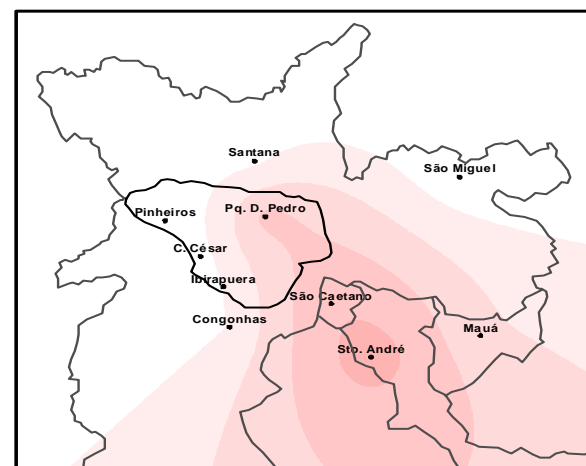 Santana
São Miguel
Pinheiros
Pq. D. Pedro
C. César
Ibirapuera
São Caetano
Congonhas
Mauá
Sto. André